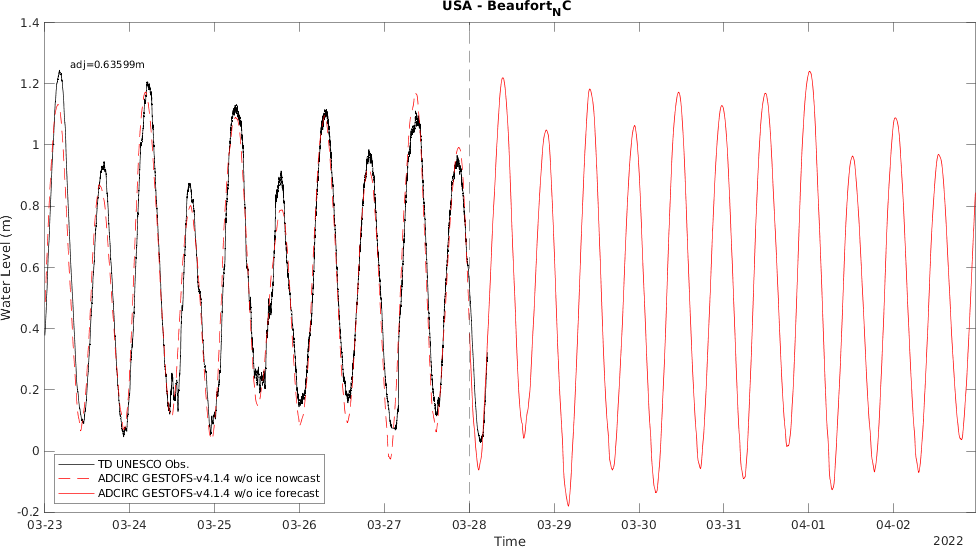 USA - Beaufort_NC
1.4
adj=0.63599m
1.2
1
0.8
0.6
0.4
0.2
0
-0.2
Water Level (m)
TD UNESCO Obs.
ADCIRC GESTOFS-v4.1.4 w/o ice nowcast
ADCIRC GESTOFS-v4.1.4 w/o ice forecast
03-23 03-24 03-25 03-26 03-27 03-28 03-29 03-30 03-31 04-01 04-02
Time
2022